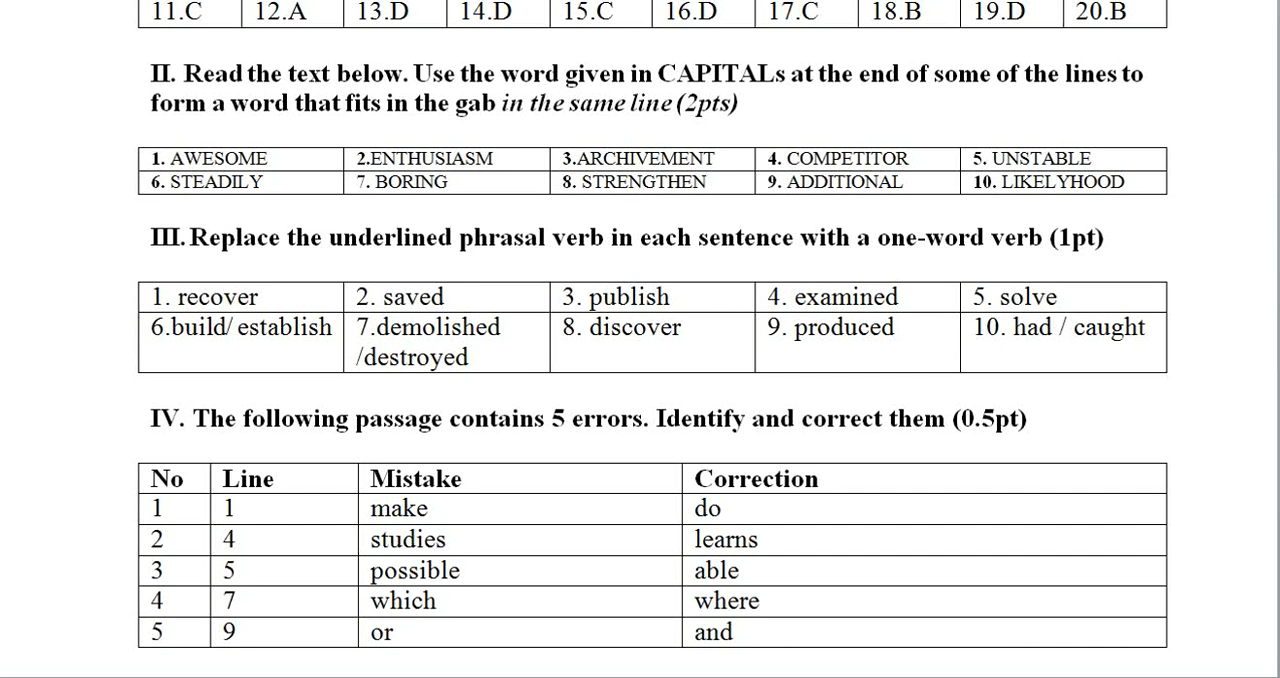 11.C 12.A 13.D 14.D 15.C 16.D 17.C 18.B 19.D 20.B
II. Read the text below. Use the word given in CAPITALs at the end of some of the lines to
form a word that fits in the gab in the same line (2pts)
1. AWESOME 2.ENTHUSIASM 3.ARCHIVEMENT 4. COMPETITOR 5. UNSTABLE
6. STEADILY 7. BORING 8. STRENGTHEN 9. ADDITIONAL 10. LIKELYHOOD
III. Replace the underlined phrasal verb in each sentence with a one-word verb (1pt)
1. recover 2. saved 3. publish 4. examined 5. solve
6.build/ establish 7.demolished 8. discover 9. produced 10. had / caught
/destroyed
IV. The following passage contains 5 errors. Identify and correct them (0.5pt)
No Line Mistake Correction
1 1 make do
2 4 studies learns
3 5 possible able
4 7 which where
5 9 or and